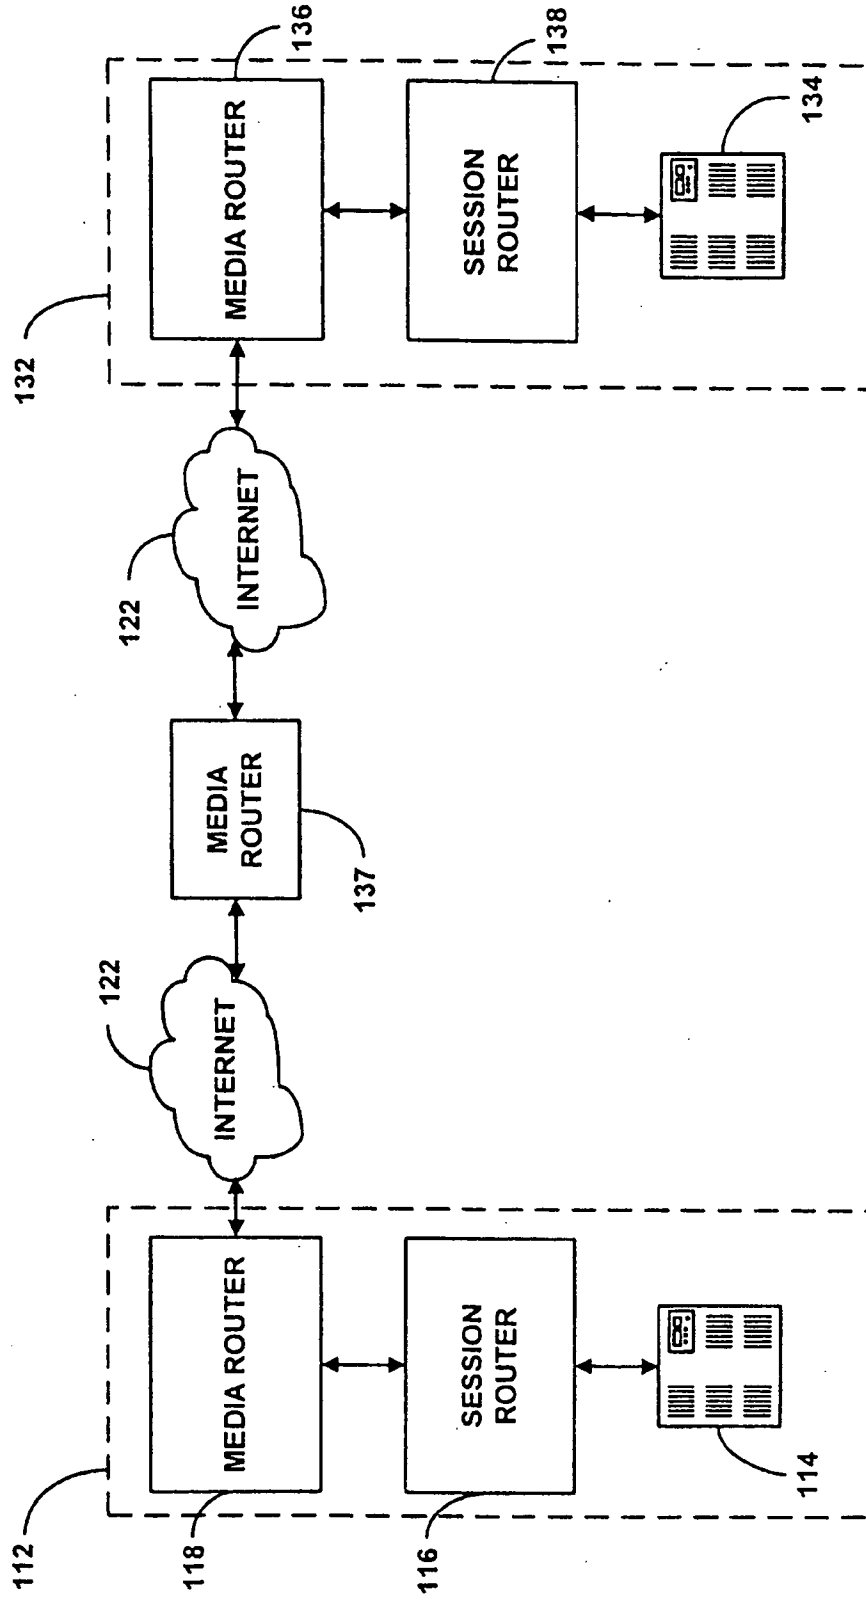 112
118
MEDIA ROUTER
116
SESSION
ROUTER
114
122
INTERNET
MEDIA
ROUTER
137
122
INTERNET
132
MEDIA ROUTER
136
SESSION
ROUTER
138
134